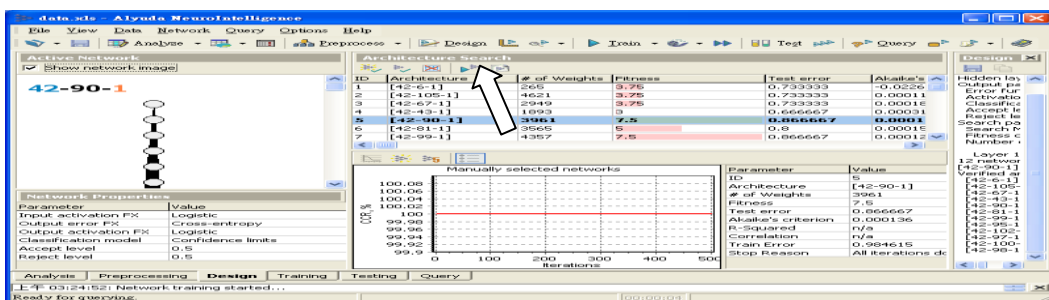 data.xls - Alyuda NeuroIntelligence
File View Data Network Query Options Help
Analyze Preprocess Design Train Test Query
Active Network
Show network image
42-90-1
Network Properties
Parameter Value
Input activation FX Logistic
Output error FX Cross-entropy
Classification model Confidence limits
Accept level 0.5
Reject level 0.5
Architecture Search
ID Architecture # of Weights Fitness Test error Akaike's
1 [42-6-1] 265 3.75 0.733333 -0.0226
2 [42-105-1] 4621 3.75 0.733333 0.00011
3 [42-67-1] 2949 3.75 0.733333 0.00018
4 [42-43-1] 1893 3 0.666667 0.00031
5 [42-90-1] 3961 7.5 0.866667 0.0001
6 [42-81-1] 3565 5 0.8 0.00015
7 [42-99-1] 4357 7.5 0.866667 0.00012
Manually selected networks
CCR,%
100.08
100.06
100.04
100.02
100
99.98
99.96
99.94
99.92
99.9
0 100 200 300 400 500
Iterations
Parameter Value
ID 5
Architecture [42-90-1]
# of Weights 3961
Fitness 7.5
Test error 0.866667
Akaike's criterion 0.000136
R-Squared n/a
Correlation n/a
Train Error 0.984615
Stop Reason All iterations dc
Design
Hidden lay
Output pa
Error fur
Activatio
Classific
Accept le
Reject le
Search pa
Search M
Fitness c
Number
Layer 1
12 networ
[42-90-1]
Verified ar
[42-6-1]
[42-105-
[42-67-1
[42-43-1
[42-90-1
[42-81-1
[42-99-1
[42-95-1
[42-102-
[42-97-1
[42-100-
[42-98-1
Analysis Preprocessing Design Training Testing Query
上午 03:24:52: Network training started...
Ready for querying. 00:00:04